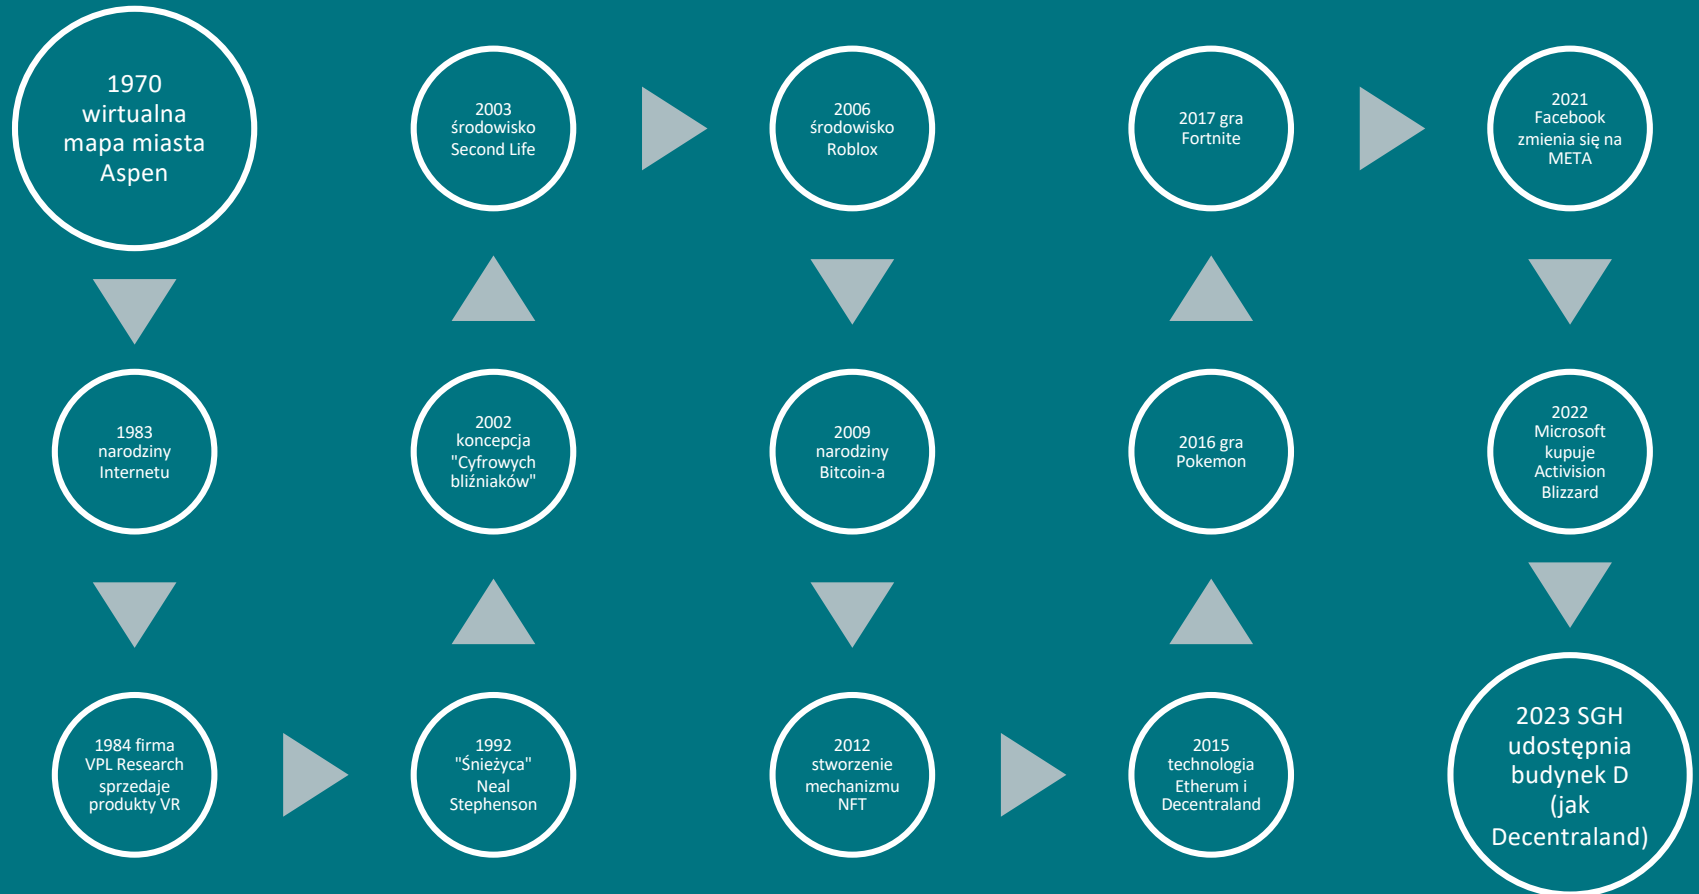 1970
wirtualna
mapa miasta
Aspen
1983
narodziny
Internetu
1984 firma
VPL Research
sprzedaje
produkty VR
1992
"Śnieżyca"
Neal
Stephenson
2002
koncepcja
"Cyfrowych
bliźniaków"
2003
środowisko
Second Life
2006
środowisko
Roblox
2009
narodziny
Bitcoin-a
2012
stworzenie
mechanizmu
NFT
2015
technologia
Etherum i
Decentraland
2016 gra
Pokemon
2017 gra
Fortnite
2021
Facebook
zmienia się na
META
2022
Microsoft
kupuje
Activision
Blizzard
2023 SGH
udostępnia
budynek D
(jak
Decentraland)